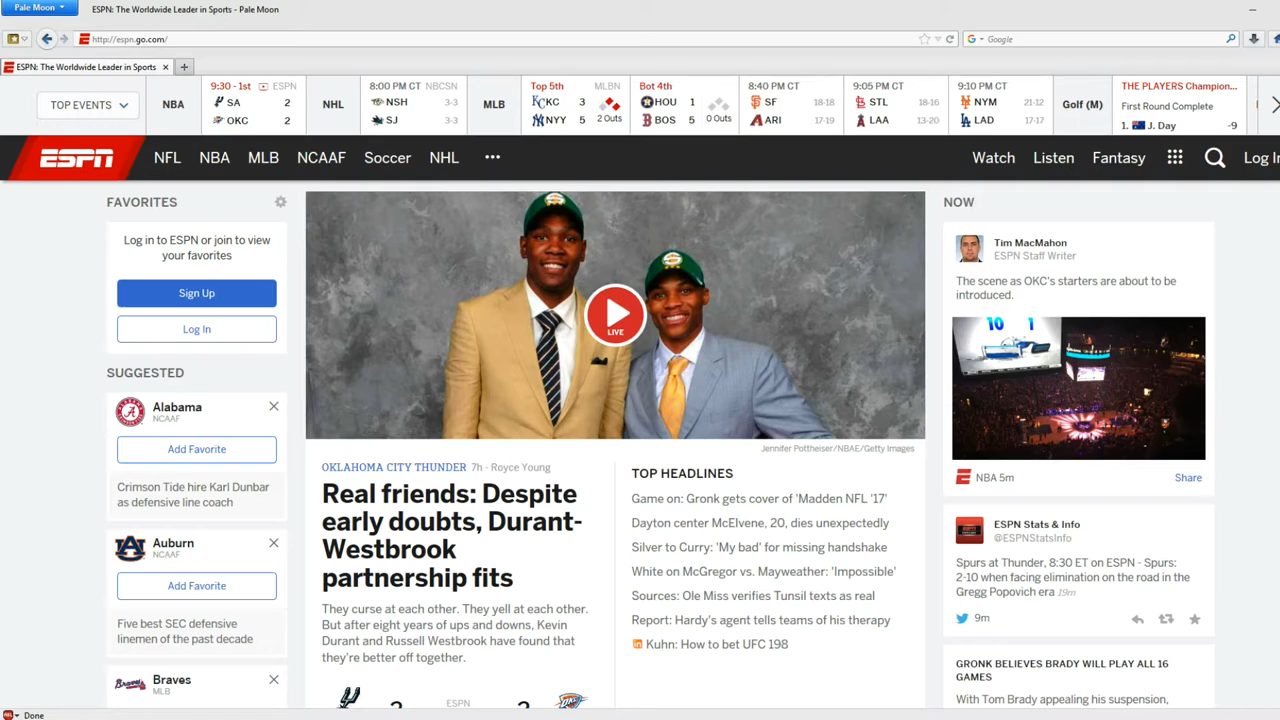 Pale Moon
ESPN: The Worldwide Leader in Sports - Pale Moon
http://espn.go.com/
Google
ESPN: The Worldwide Leader in Sports
TOP EVENTS
NBA
9:30 - 1st ESPN
SA 2
OKC 2
NHL
8:00 PM CT NBCSN
NSH 3-3
SJ 3-3
MLB
Top 5th MLBN
KC 3
NYY 5 2 Outs
Bot 4th
HOU 1
BOS 5 0 Outs
8:40 PM CT
SF 18-18
ARI 17-19
9:05 PM CT
STL 18-16
LAA 13-20
9:10 PM CT
NYM 21-12
LAD 17-17
Golf (M)
THE PLAYERS Champion...
First Round Complete
1. J. Day -9
ESPN
NFL NBA MLB NCAAF Soccer NHL ...
Watch Listen Fantasy Log In
FAVORITES
Log in to ESPN or join to view
your favorites
Sign Up
Log In
SUGGESTED
Alabama
NCAAF
Add Favorite
Crimson Tide hire Karl Dunbar
as defensive line coach
Auburn
NCAAF
Add Favorite
Five best SEC defensive
linemen of the past decade
Braves
MLB
LIVE
Jennifer Pottheiser/NBAE/Getty Images
OKLAHOMA CITY THUNDER 7h - Royce Young
Real friends: Despite
early doubts, Durant-
Westbrook
partnership fits
They curse at each other. They yell at each other.
But after eight years of ups and downs, Kevin
Durant and Russell Westbrook have found that
they're better off together.
ESPN
TOP HEADLINES
Game on: Gronk gets cover of 'Madden NFL '17'
Dayton center McElvene, 20, dies unexpectedly
Silver to Curry: 'My bad' for missing handshake
White on McGregor vs. Mayweather: 'Impossible'
Sources: Ole Miss verifies Tunsil texts as real
Report: Hardy's agent tells teams of his therapy
Kuhn: How to bet UFC 198
NOW
Tim MacMahon
ESPN Staff Writer
The scene as OKC's starters are about to be
introduced.
10 1
NBA 5m Share
ESPN Stats & Info
@ESPNStatsInfo
Spurs at Thunder, 8:30 ET on ESPN - Spurs:
2-10 when facing elimination on the road in the
Gregg Popovich era 19m
9m
GRONK BELIEVES BRADY WILL PLAY ALL 16
GAMES
With Tom Brady appealing his suspension,
Done